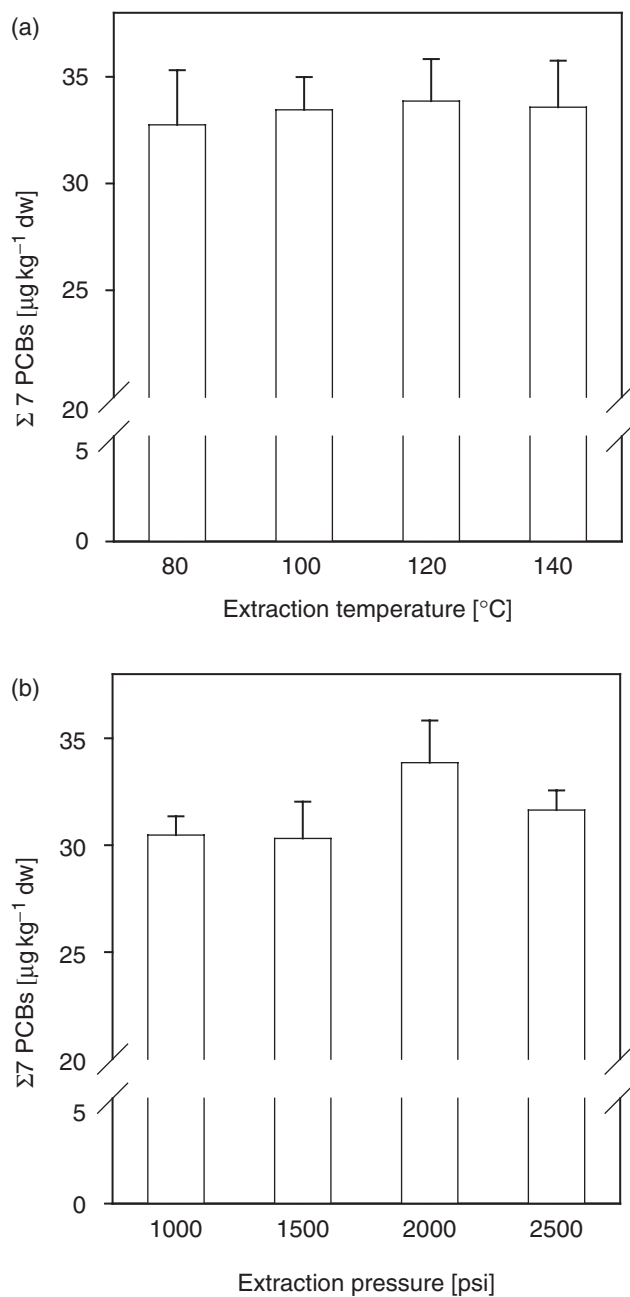 (a)
35
30
25
20
5
0
Σ 7 PCBs [μg kg⁻¹ dw]
80 100 120 140
Extraction temperature [°C]
(b)
35
30
25
20
5
0
Σ7 PCBs [μg kg⁻¹ dw]
1000 1500 2000 2500
Extraction pressure [psi]